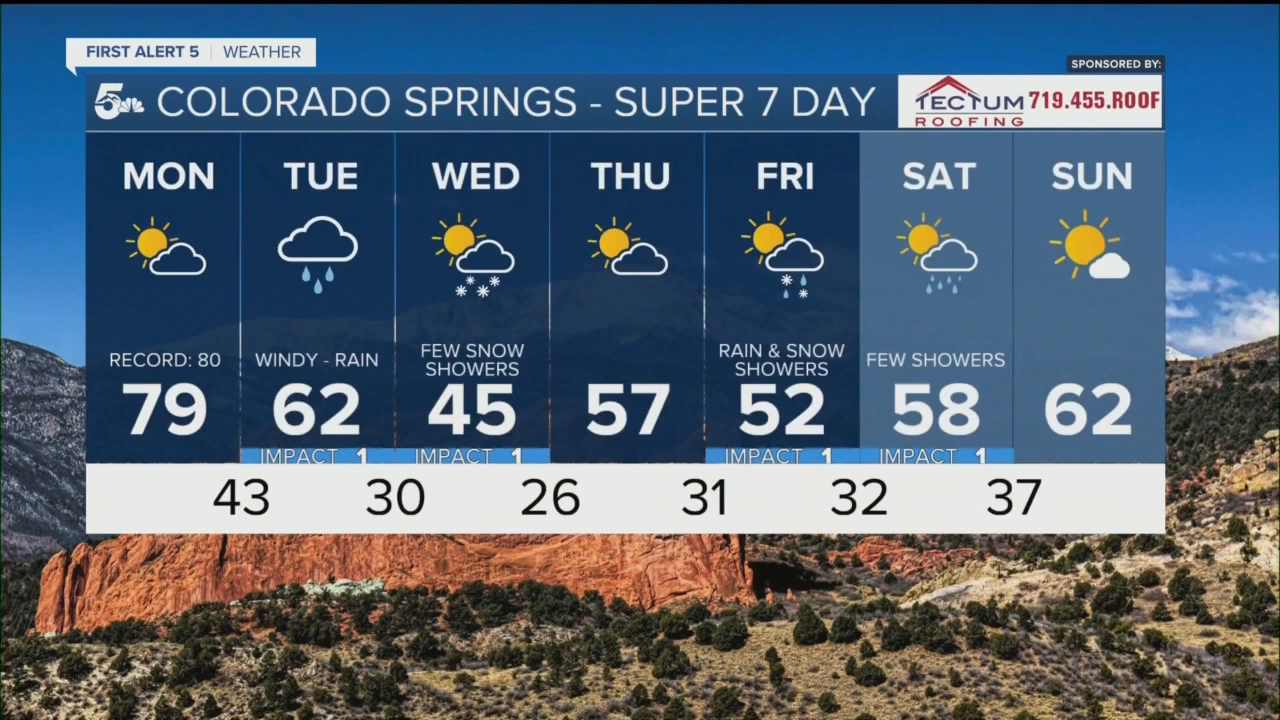 FIRST ALERT 5 | WEATHER
SPONSORED BY:
5 COLORADO SPRINGS - SUPER 7 DAY
TECTUM
ROOFING
719.455.ROOF
MON TUE WED THU FRI SAT SUN
RECORD: 80 WINDY - RAIN FEW SNOW SHOWERS RAIN & SNOW SHOWERS FEW SHOWERS
79 62 45 57 52 58 62
IMPACT 1 IMPACT 1 IMPACT 1 IMPACT 1
43 30 26 31 32 37